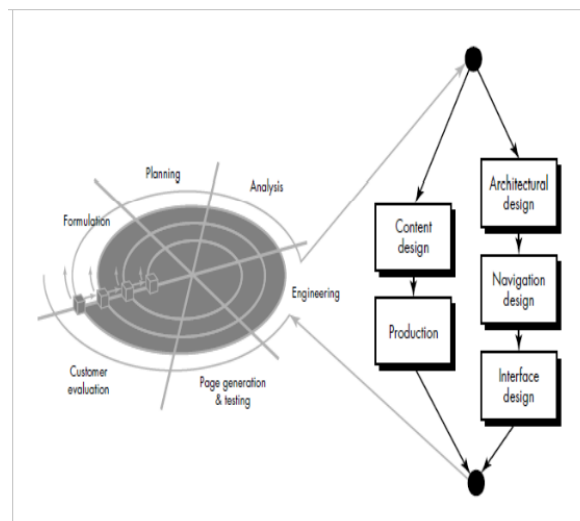 Planning
Analysis
Formulation
Engineering
Customer
evaluation
Page generation
& testing
Content
design
Production
Architectural
design
Navigation
design
Interface
design